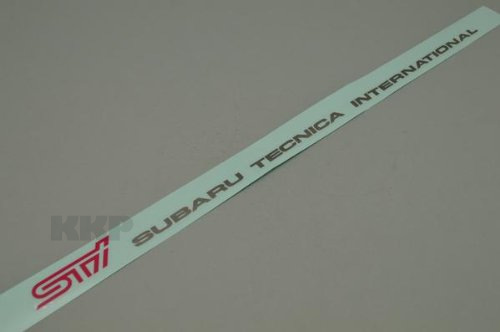 KKP
STi SUBARU TECNICA INTERNATIONAL